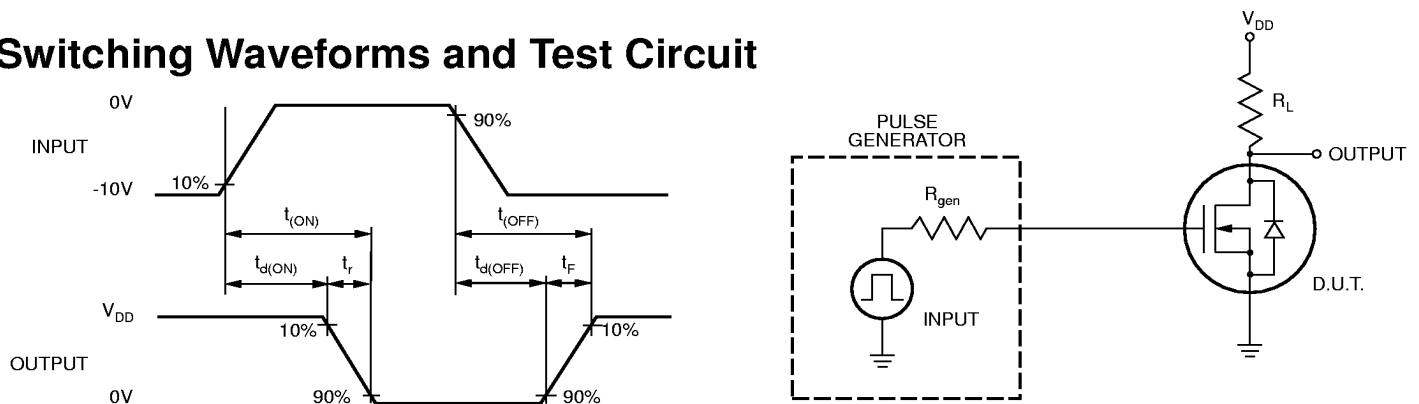 Switching Waveforms and Test Circuit
0V
INPUT
-10V
10%
90%
t(ON)
t(OFF)
td(ON)
tr
td(OFF)
tF
VDD
10%
10%
OUTPUT
0V
90%
90%
VDD
RL
PULSE
GENERATOR
OUTPUT
Rgen
D.U.T.
INPUT